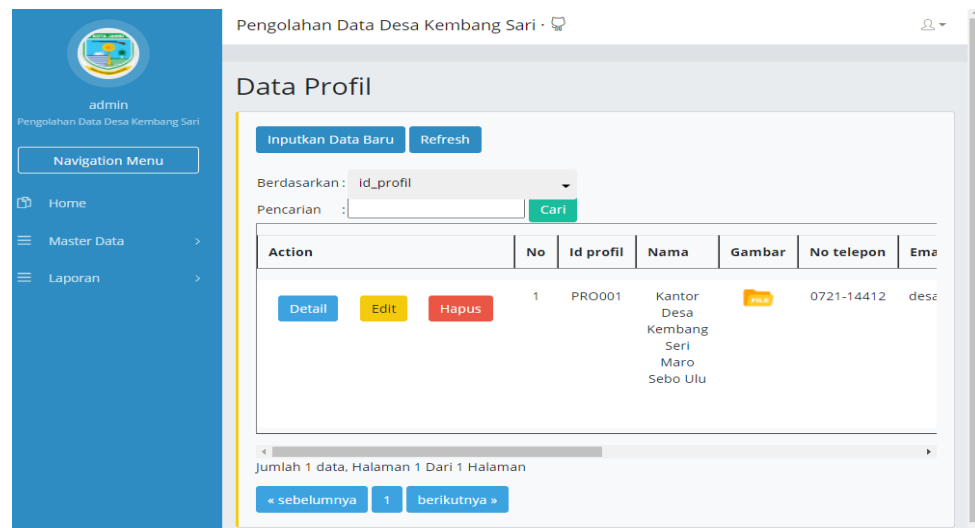 Pengolahan Data Desa Kembang Sari ·
admin
Pengolahan Data Desa Kembang Sari
Navigation Menu
Home
Master Data
Laporan
Data Profil
Inputkan Data Baru Refresh
Berdasarkan : id_profil
Pencarian : Cari
Action No Id profil Nama Gambar No telepon Ema
Detail Edit Hapus 1 PRO001 Kantor FILE 0721-14412 desa
Desa
Kembang
Seri
Maro
Sebo Ulu
Jumlah 1 data, Halaman 1 Dari 1 Halaman
« sebelumnya 1 berikutnya »